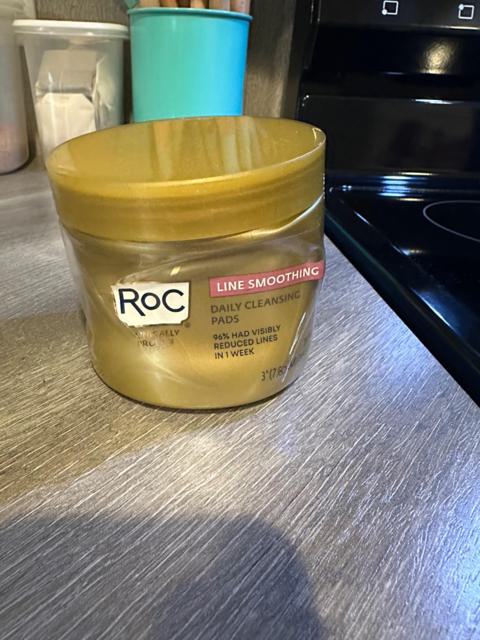 RoC®
LINE SMOOTHING
DAILY CLEANSING
PADS
96% HAD VISIBLY
REDUCED LINES
IN 1 WEEK